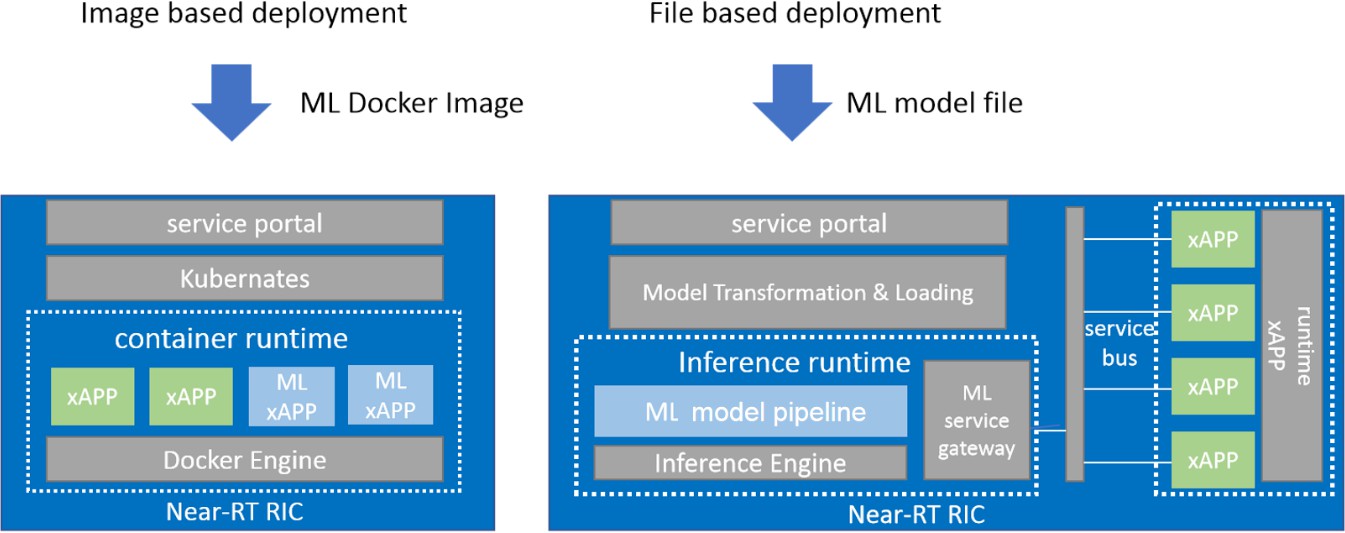 Image based deployment
File based deployment
ML Docker Image
ML model file
service portal
Kubernates
container runtime
xAPP
xAPP
ML
xAPP
ML
xAPP
Docker Engine
Near-RT RIC
service portal
Model Transformation & Loading
Inference runtime
ML model pipeline
Inference Engine
ML
service
gateway
Near-RT RIC
service
bus
xAPP
xAPP
xAPP
xAPP
runtime
xAPP